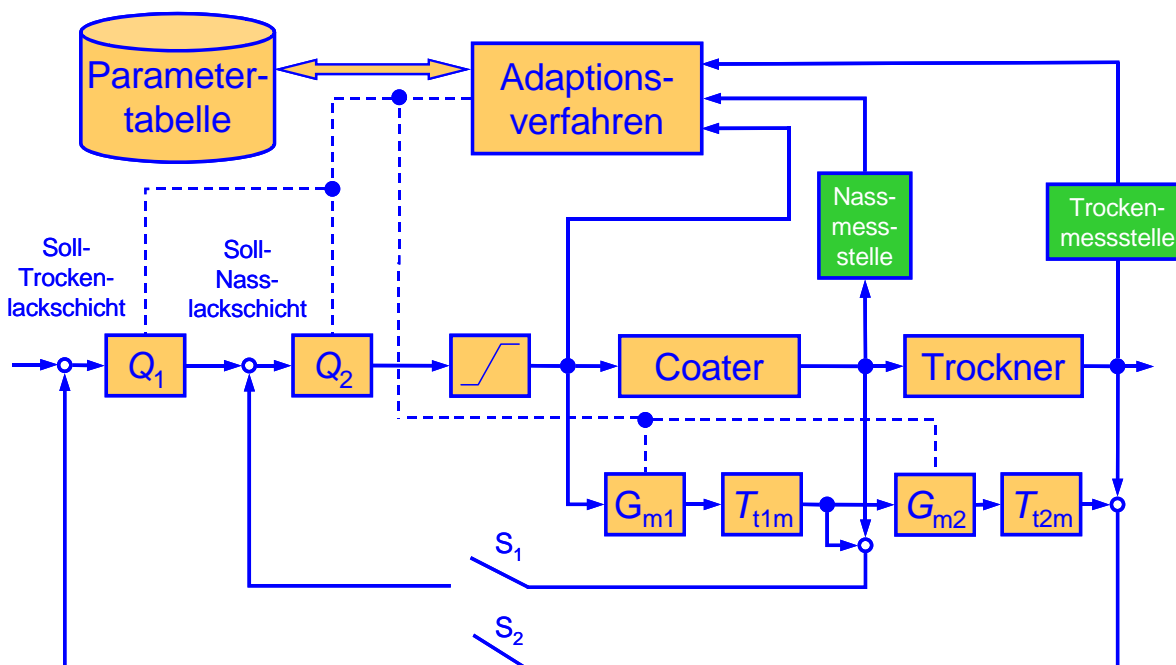 Parameter-
tabelle
Adaptions-
verfahren
Nass-
mess-
stelle
Trocken-
messstelle
Soll-
Trocken-
lackschicht
Soll-
Nass-
lackschicht
Q1
Q2
Coater
Trockner
Gm1
Tt1m
Gm2
Tt2m
S1
S2